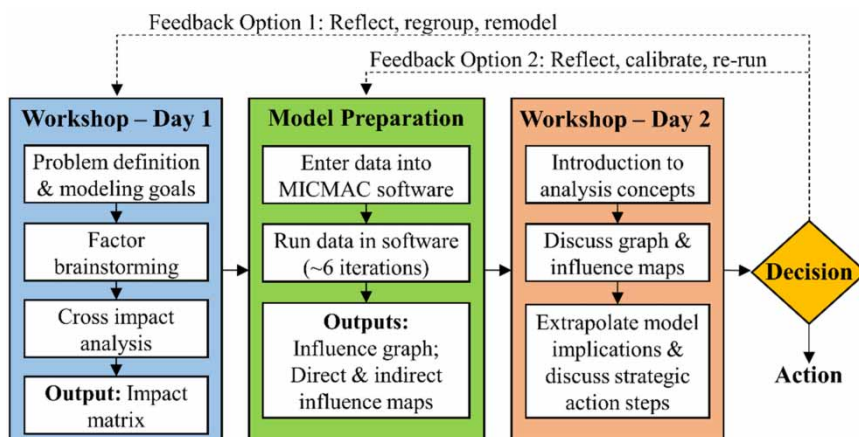 Feedback Option 1: Reflect, regroup, remodel
Feedback Option 2: Reflect, calibrate, re-run
Workshop – Day 1
Problem definition
& modeling goals
Factor
brainstorming
Cross impact
analysis
Output: Impact
matrix
Model Preparation
Enter data into
MICMAC software
Run data in software
(~6 iterations)
Outputs:
Influence graph;
Direct & indirect
influence maps
Workshop – Day 2
Introduction to
analysis concepts
Discuss graph &
influence maps
Extrapolate model
implications &
discuss strategic
action steps
Decision
Action